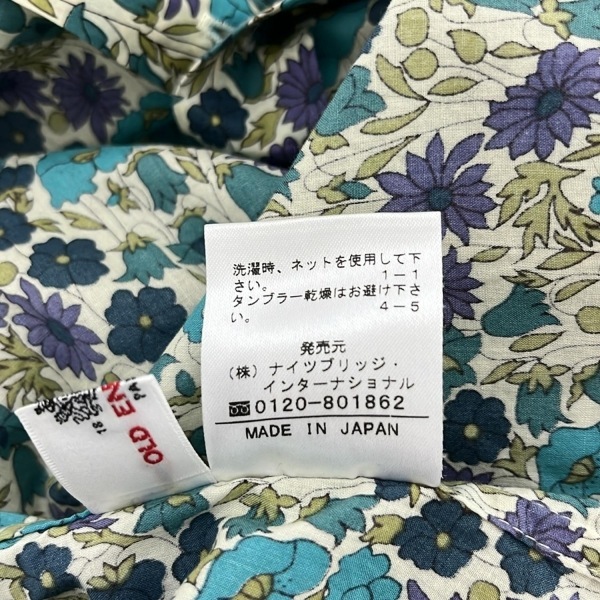 洗濯時、ネットを使用して下
さい。 1-1
タンブラー乾燥はお避け下さ
い。 4-5
発売元
(株) ナイツブリッジ・
インターナショナル
0120-801862
MADE IN JAPAN
OLD EN